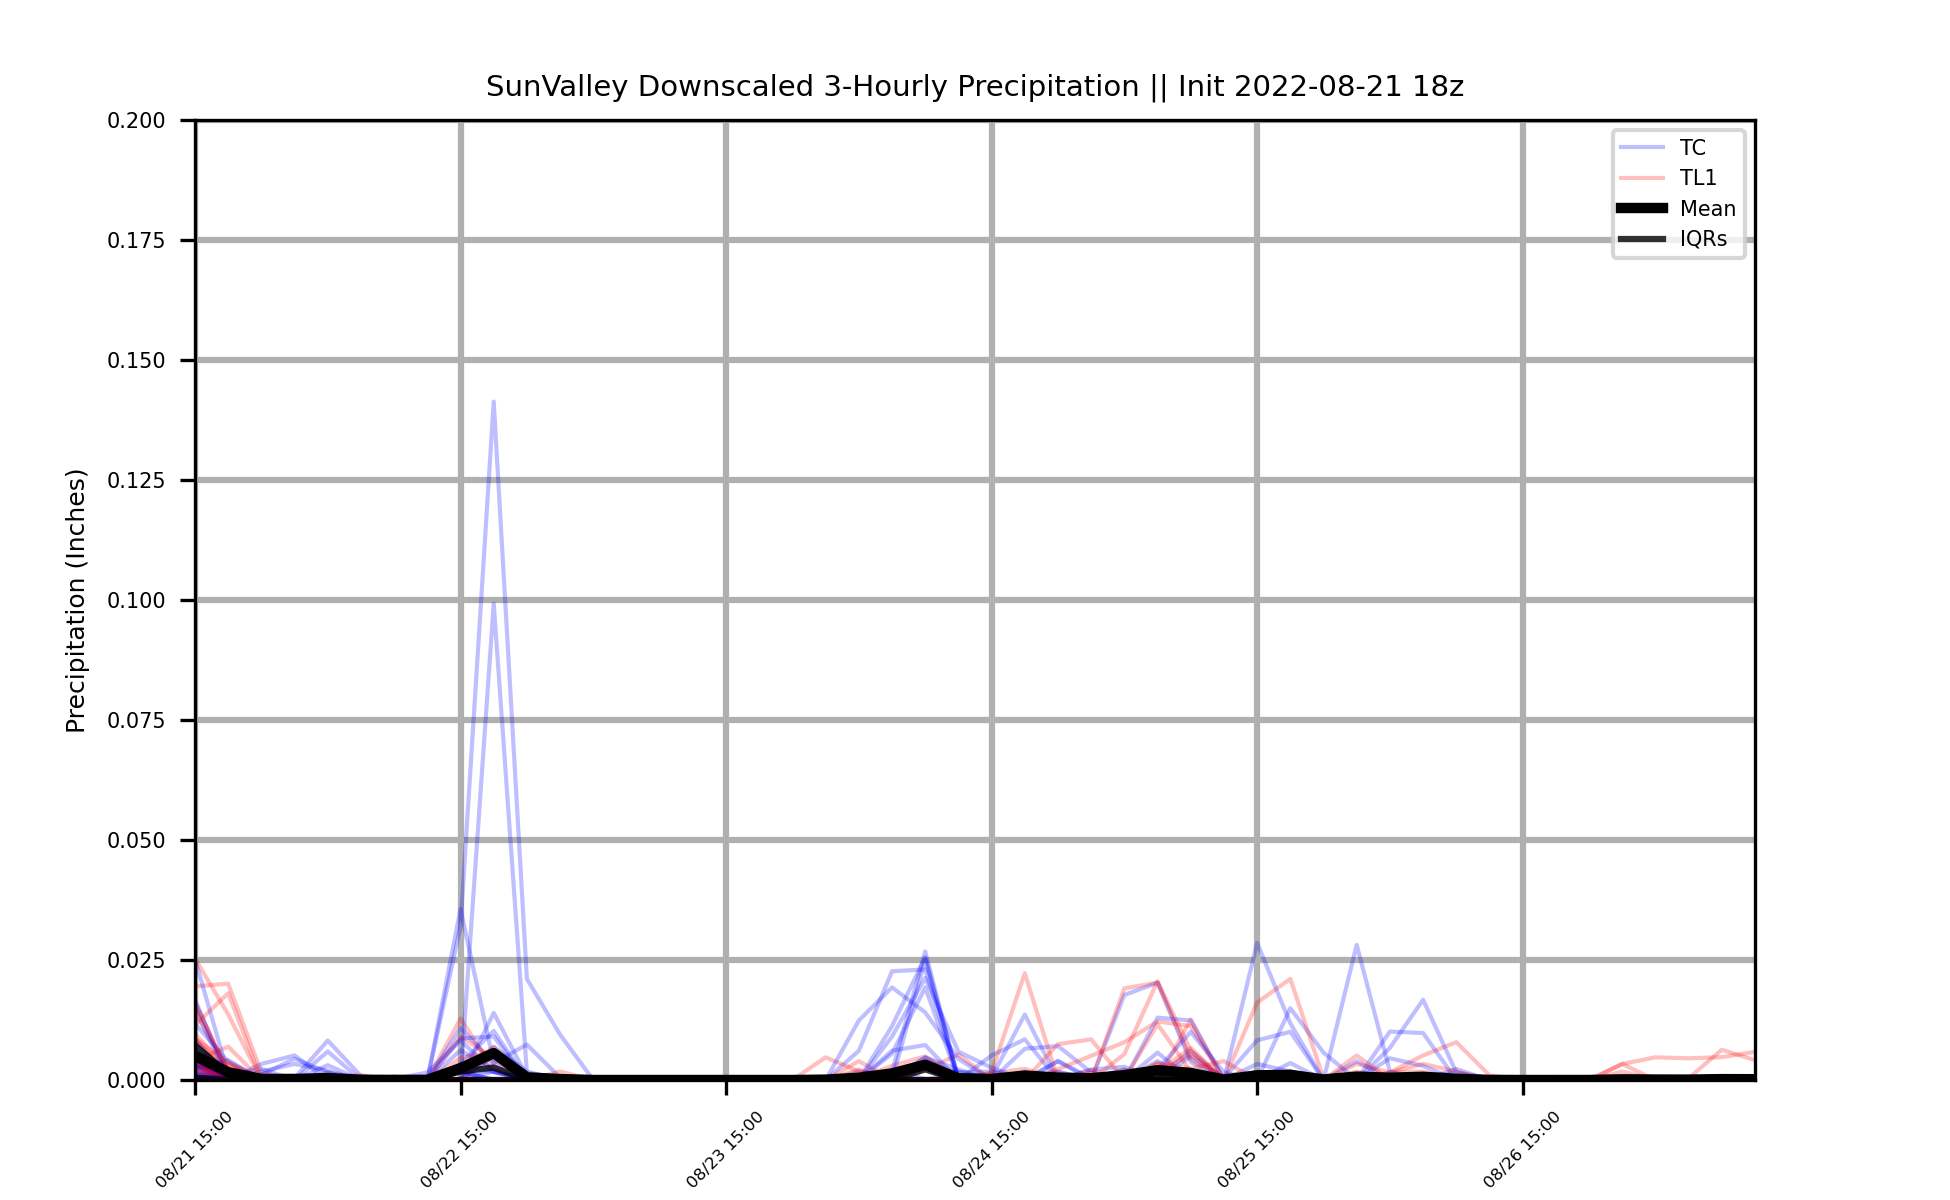 SunValley Downscaled 3-Hourly Precipitation || Init 2022-08-21 18z
0.200
0.175
0.150
0.125
0.100
0.075
0.050
0.025
0.000
Precipitation (Inches)
TC
TL1
Mean
IQRs
08/21 15:00
08/22 15:00
08/23 15:00
08/24 15:00
08/25 15:00
08/26 15:00